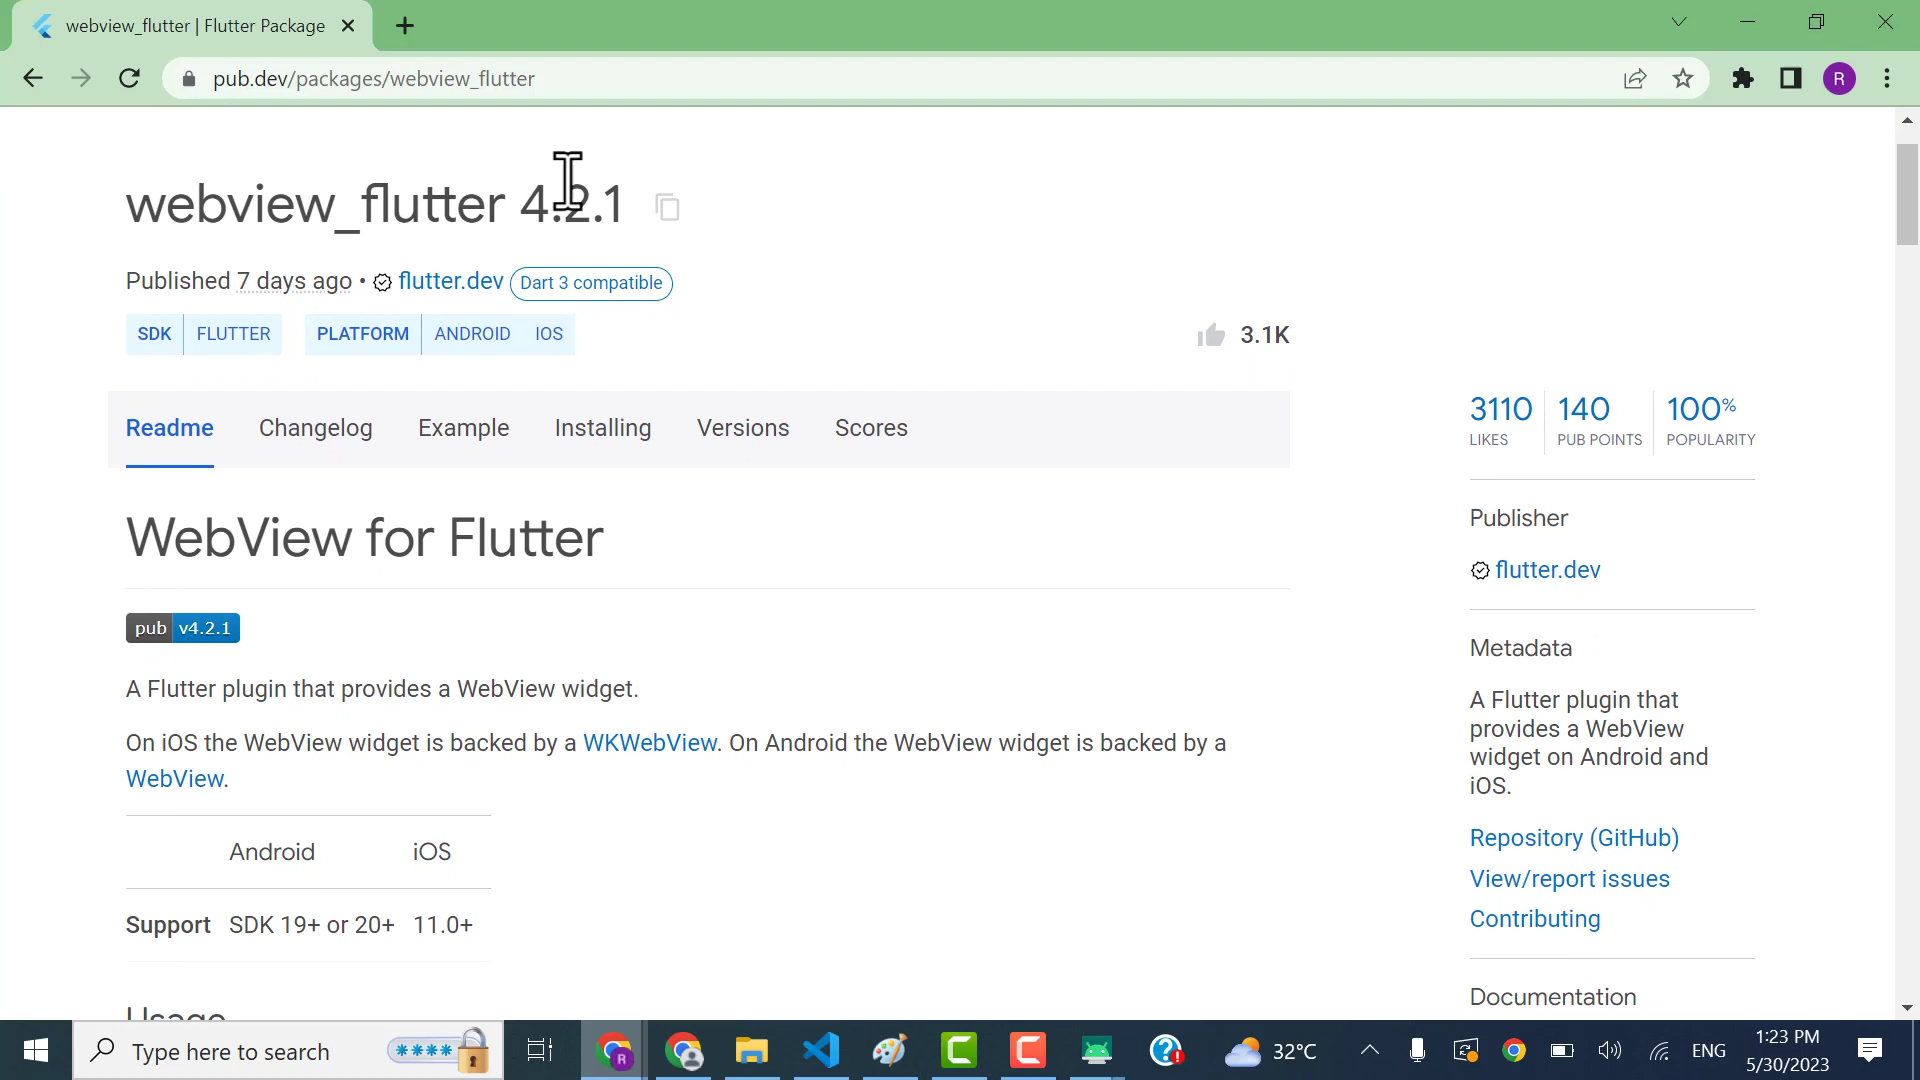 webview_flutter | Flutter Package
pub.dev/packages/webview_flutter
R
webview_flutter 4.2.1
Published 7 days ago • flutter.dev Dart 3 compatible
SDK FLUTTER PLATFORM ANDROID IOS
3.1K
Readme Changelog Example Installing Versions Scores
3110 140 100%
LIKES PUB POINTS POPULARITY
WebView for Flutter
pub v4.2.1
A Flutter plugin that provides a WebView widget.
On iOS the WebView widget is backed by a WKWebView. On Android the WebView widget is backed by a
WebView.
Android iOS
Support SDK 19+ or 20+ 11.0+
Usage
Publisher
flutter.dev
Metadata
A Flutter plugin that
provides a WebView
widget on Android and
iOS.
Repository (GitHub)
View/report issues
Contributing
Documentation
Type here to search
****
R
32°C
ENG
1:23 PM
5/30/2023